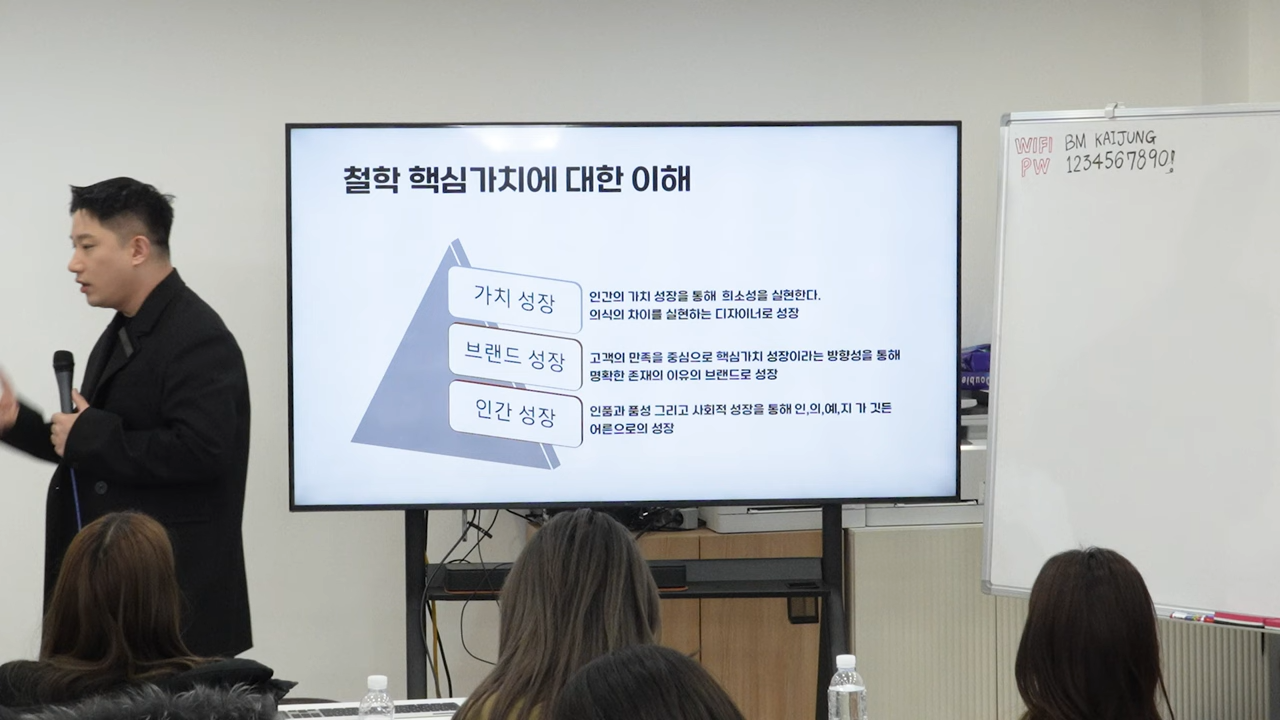 철학 핵심가치에 대한 이해
가치 성장
인간의 가치 성장을 통해 희소성을 실현한다.
의식의 차이를 실현하는 디자이너로 성장
브랜드 성장
고객의 만족을 중심으로 핵심가치 성장이라는 방향성을 통해
명확한 존재의 이유의 브랜드로 성장
인간 성장
인품과 품성 그리고 사회적 성장을 통해 인,의,예,지 가 깃든
어른으로의 성장
WIFI BM KAIJUNG
PW 1234567890!
Double